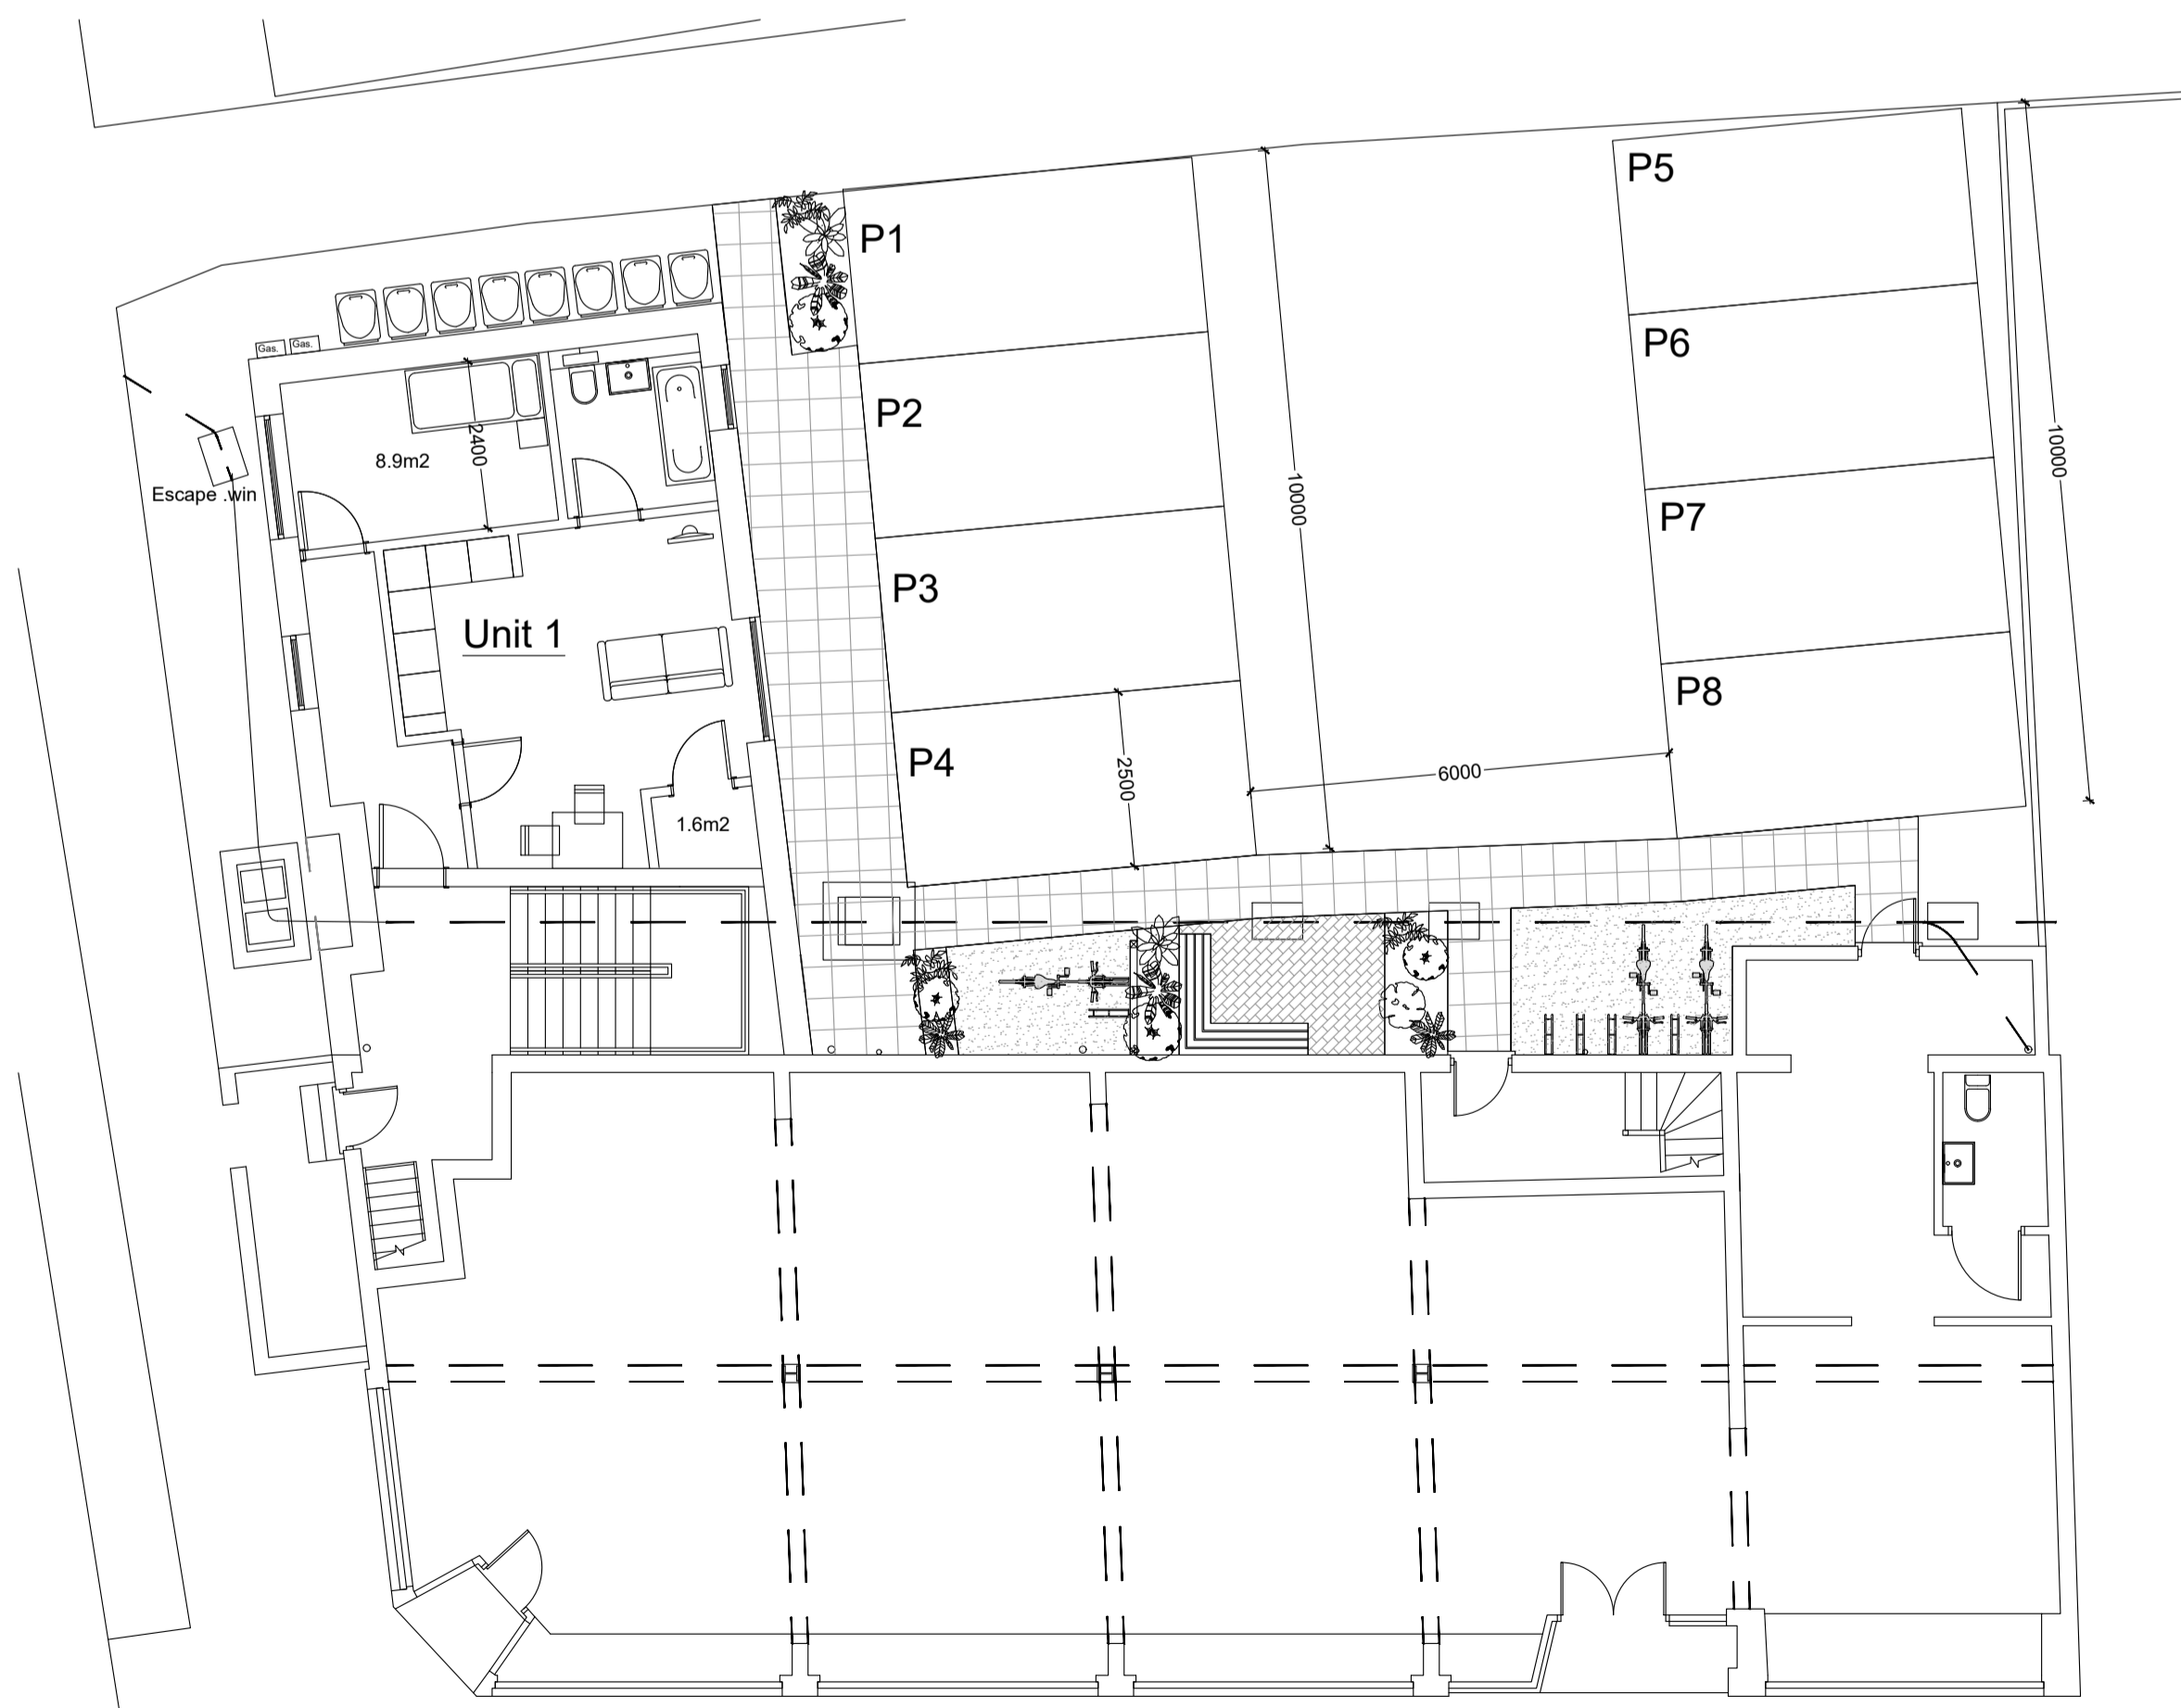 P5
P1
Gas.
Gas.
P6
P2
2400
8.9m2
10000
Escape .win
10000
P7
P3
Unit 1
P8
P4
2500
6000
1.6m2